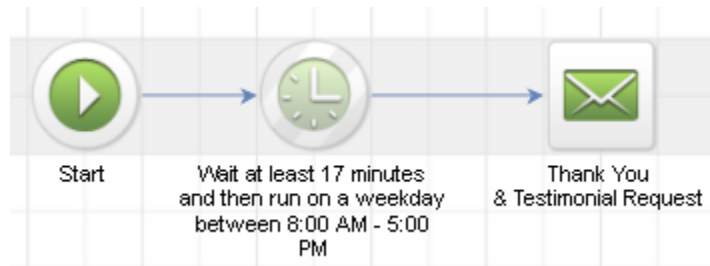 Start
Wait at least 17 minutes
and then run on a weekday
between 8:00 AM - 5:00
PM
Thank You
& Testimonial Request